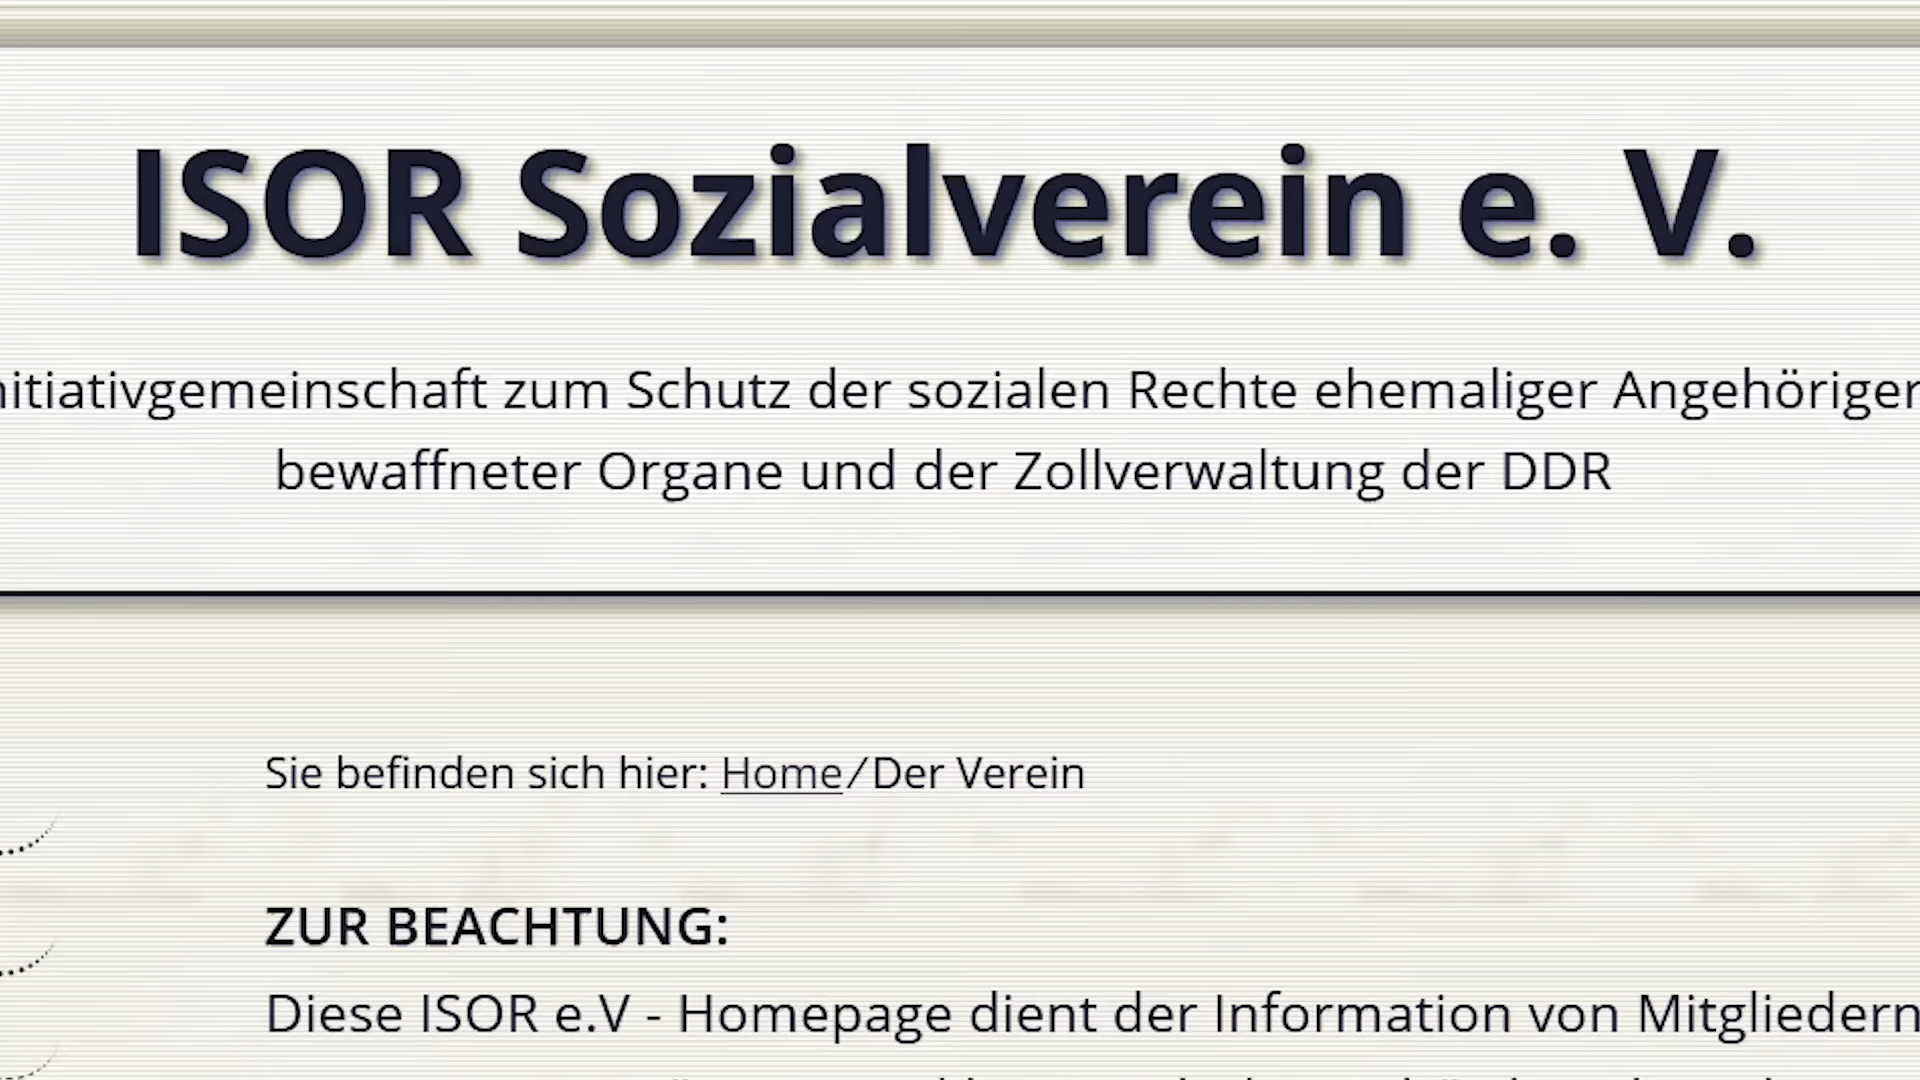 ISOR Sozialverein e. V.
nitiativgemeinschaft zum Schutz der sozialen Rechte ehemaliger Angehöriger
bewaffneter Organe und der Zollverwaltung der DDR
Sie befinden sich hier: Home/Der Verein
ZUR BEACHTUNG:
Diese ISOR e.V - Homepage dient der Information von Mitgliedern